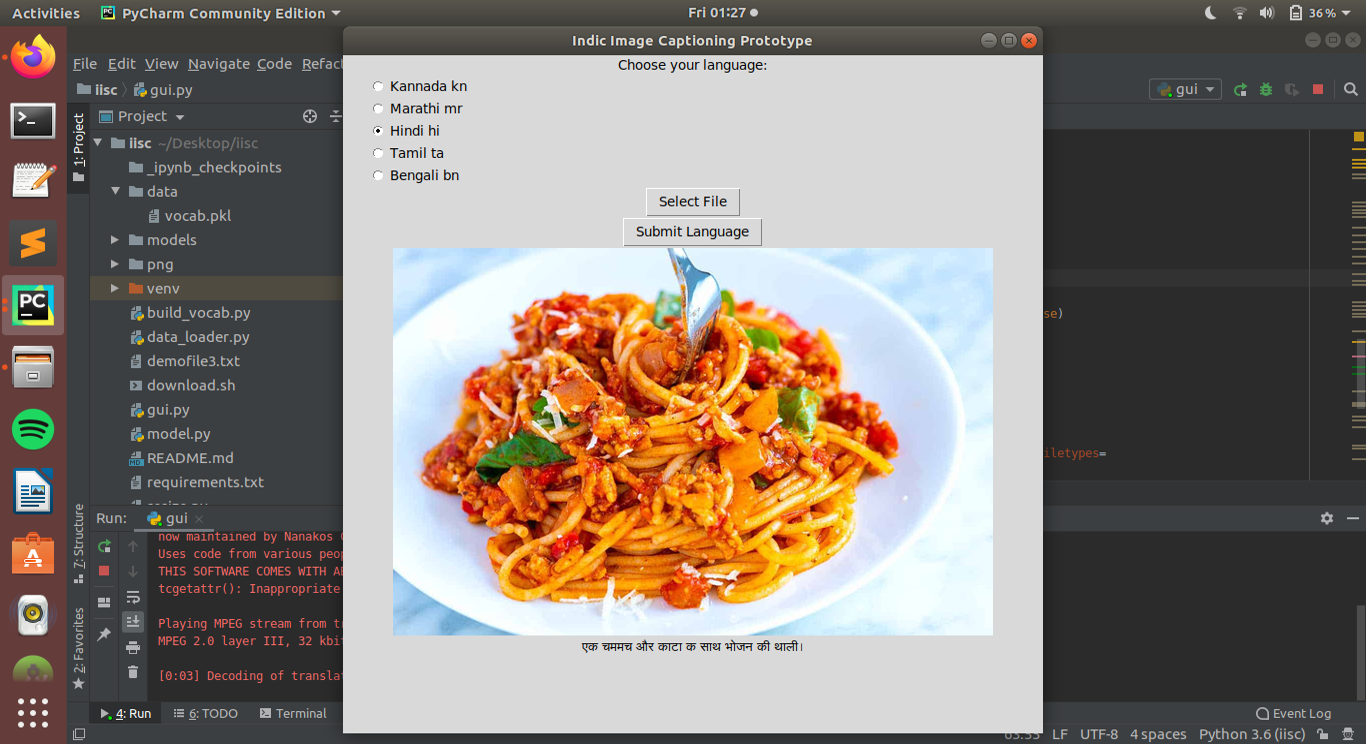 Activities
PyCharm Community Edition
Fri 01:27
36%
Indic Image Captioning Prototype
File Edit View Navigate Code Refact
iisc
gui.py
gui
1: Project
Project
iisc ~/Desktop/iisc
_ipynb_checkpoints
data
vocab.pkl
models
png
venv
build_vocab.py
data_loader.py
demofile3.txt
download.sh
gui.py
model.py
README.md
requirements.txt
Choose your language:
Kannada kn
Marathi mr
Hindi hi
Tamil ta
Bengali bn
Select File
Submit Language
एक चममच और काटा क साथ भोजन की थाली।
se)
iletypes=
7: Structure
2: Favorites
Run:
gui
now maintained by Nanakos
Uses code from various peop
THIS SOFTWARE COMES WITH AB
tcgetattr(): Inappropriate
Playing MPEG stream from tr
MPEG 2.0 layer III, 32 kbit
[0:03] Decoding of translat
4: Run
6: TODO
Terminal
Event Log
LF
UTF-8
4 spaces
Python 3.6 (iisc)